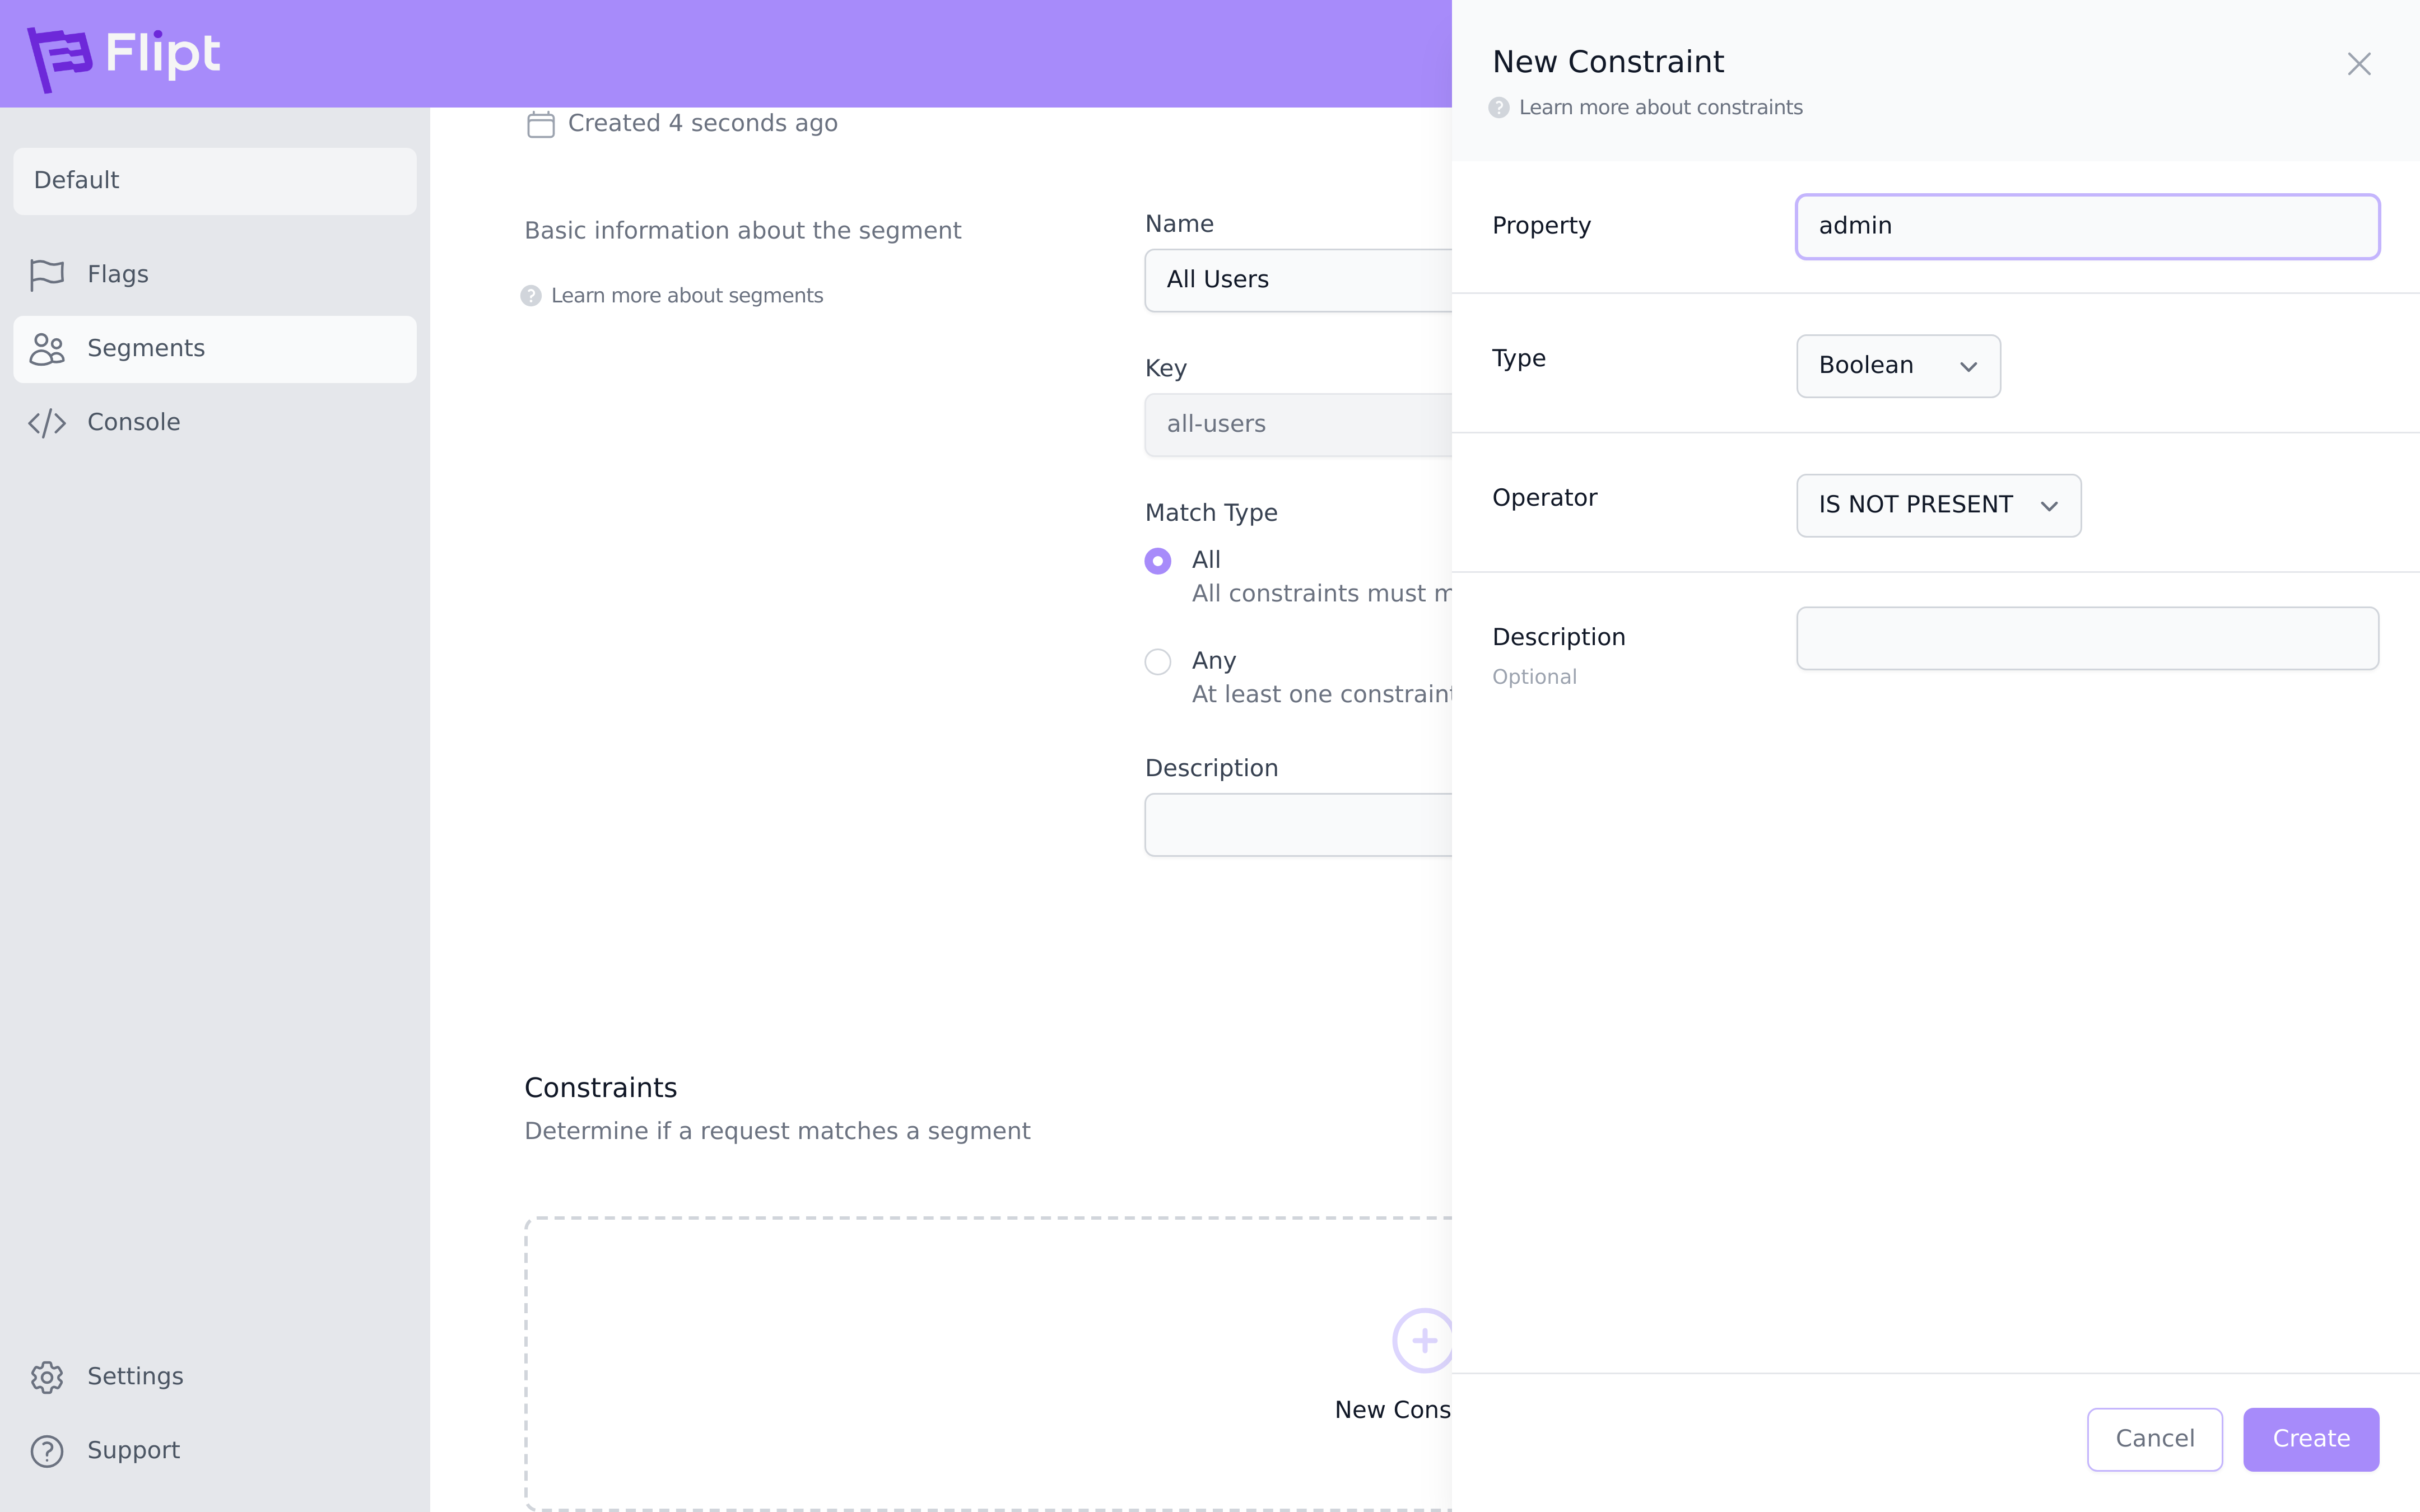 Flipt
Default
Flags
Segments
Console
Settings
Support
Created 4 seconds ago
Basic information about the segment
? Learn more about segments
Name
All Users
Key
all-users
Match Type
All
All constraints must m
Any
At least one constraint
Description
Constraints
Determine if a request matches a segment
New Cons
New Constraint
? Learn more about constraints
Property
admin
Type
Boolean
Operator
IS NOT PRESENT
Description
Optional
Cancel
Create